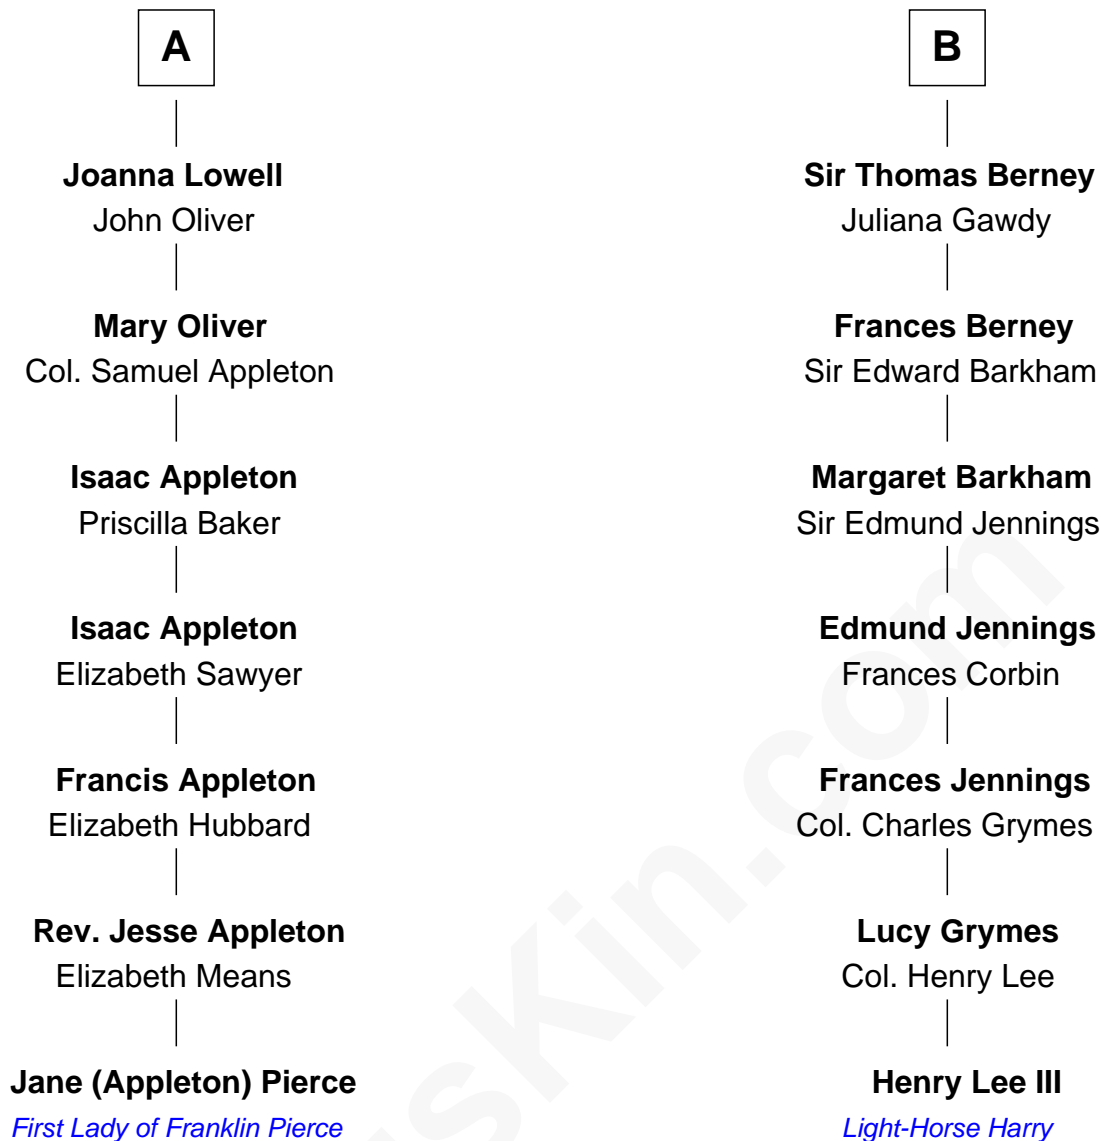 A
Joanna Lowell
John Oliver
Mary Oliver
Col. Samuel Appleton
Isaac Appleton
Priscilla Baker
Isaac Appleton
Elizabeth Sawyer
Francis Appleton
Elizabeth Hubbard
Rev. Jesse Appleton
Elizabeth Means
Jane (Appleton) Pierce
First Lady of Franklin Pierce
B
Sir Thomas Berney
Juliana Gawdy
Frances Berney
Sir Edward Barkham
Margaret Barkham
Sir Edmund Jennings
Edmund Jennings
Frances Corbin
Frances Jennings
Col. Charles Grymes
Lucy Grymes
Col. Henry Lee
Henry Lee III
Light-Horse Harry
sKin.com